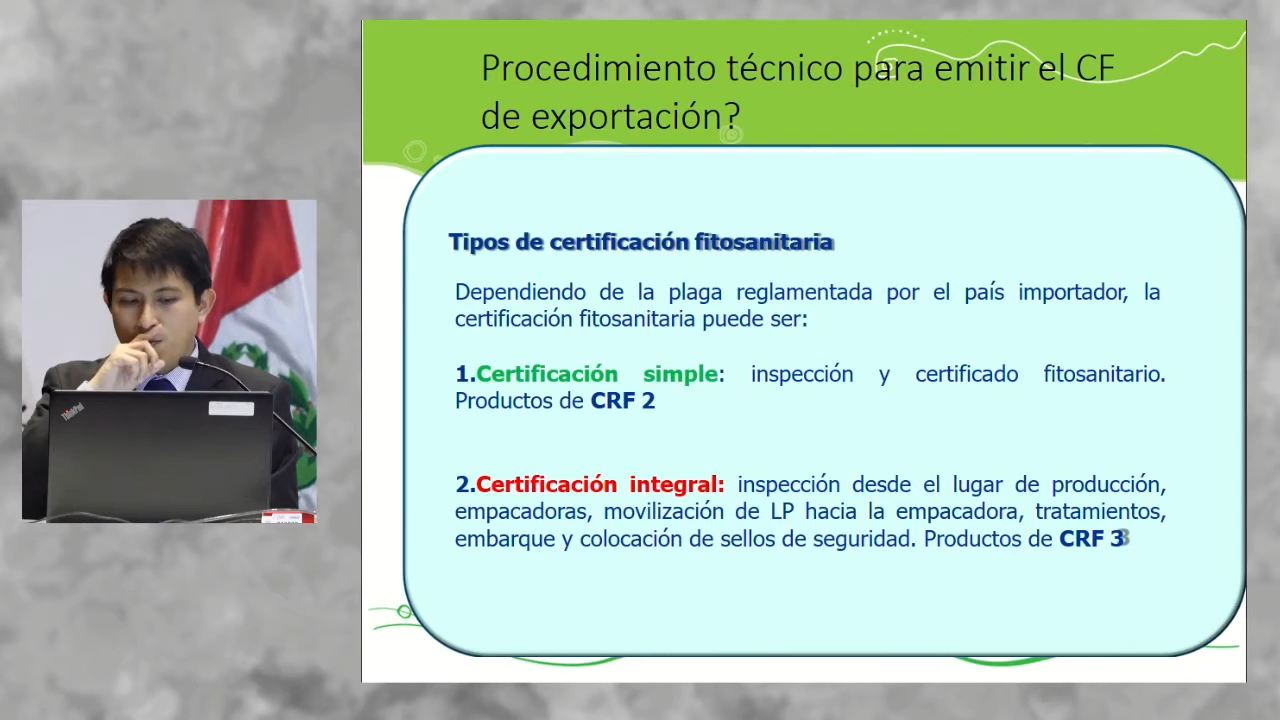 Procedimiento técnico para emitir el CF
de exportación?
Tipos de certificación fitosanitaria
Dependiendo de la plaga reglamentada por el país importador, la
certificación fitosanitaria puede ser:
1.Certificación simple: inspección y certificado fitosanitario.
Productos de CRF 2
2.Certificación integral: inspección desde el lugar de producción,
empacadoras, movilización de LP hacia la empacadora, tratamientos,
embarque y colocación de sellos de seguridad. Productos de CRF 3
ThinkPad